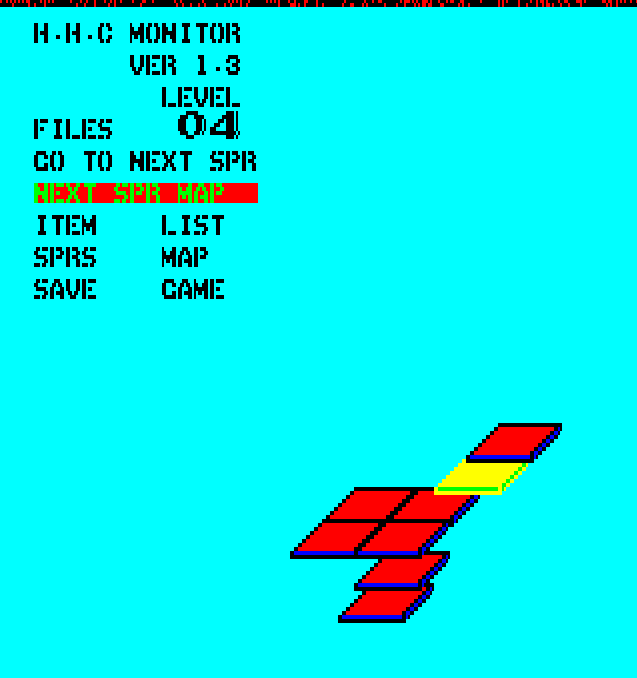 H.H.C MONITOR
VER 1.3
LEVEL
FILES 04
GO TO NEXT SPR
NEXT SPR MAP
ITEM LIST
SPRS MAP
SAVE GAME